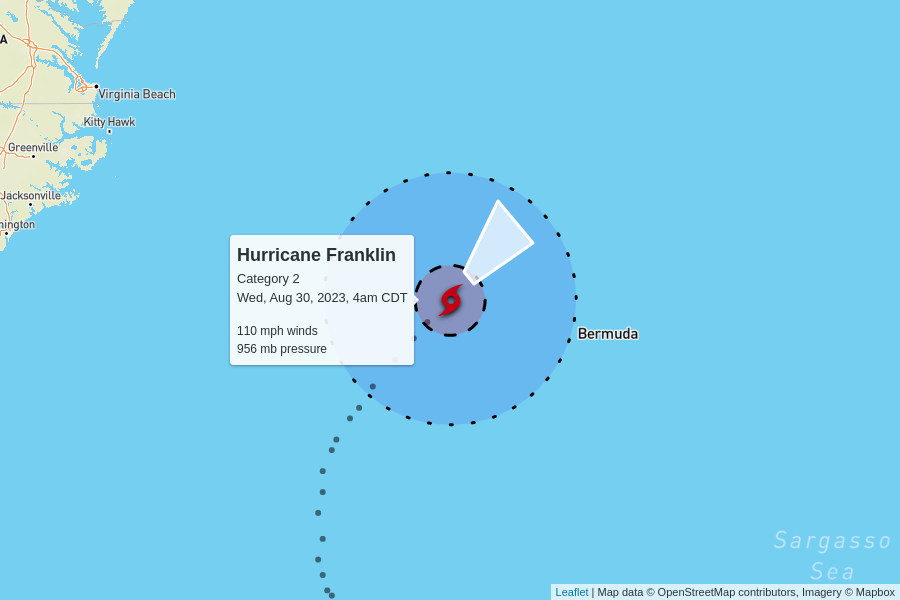 A
Virginia Beach
Kitty Hawk
Greenville
Jacksonville
mington
Hurricane Franklin
Category 2
Wed, Aug 30, 2023, 4am CDT
110 mph winds
956 mb pressure
Bermuda
Sargasso
Sea
Leaflet | Map data © OpenStreetMap contributors, Imagery © Mapbox